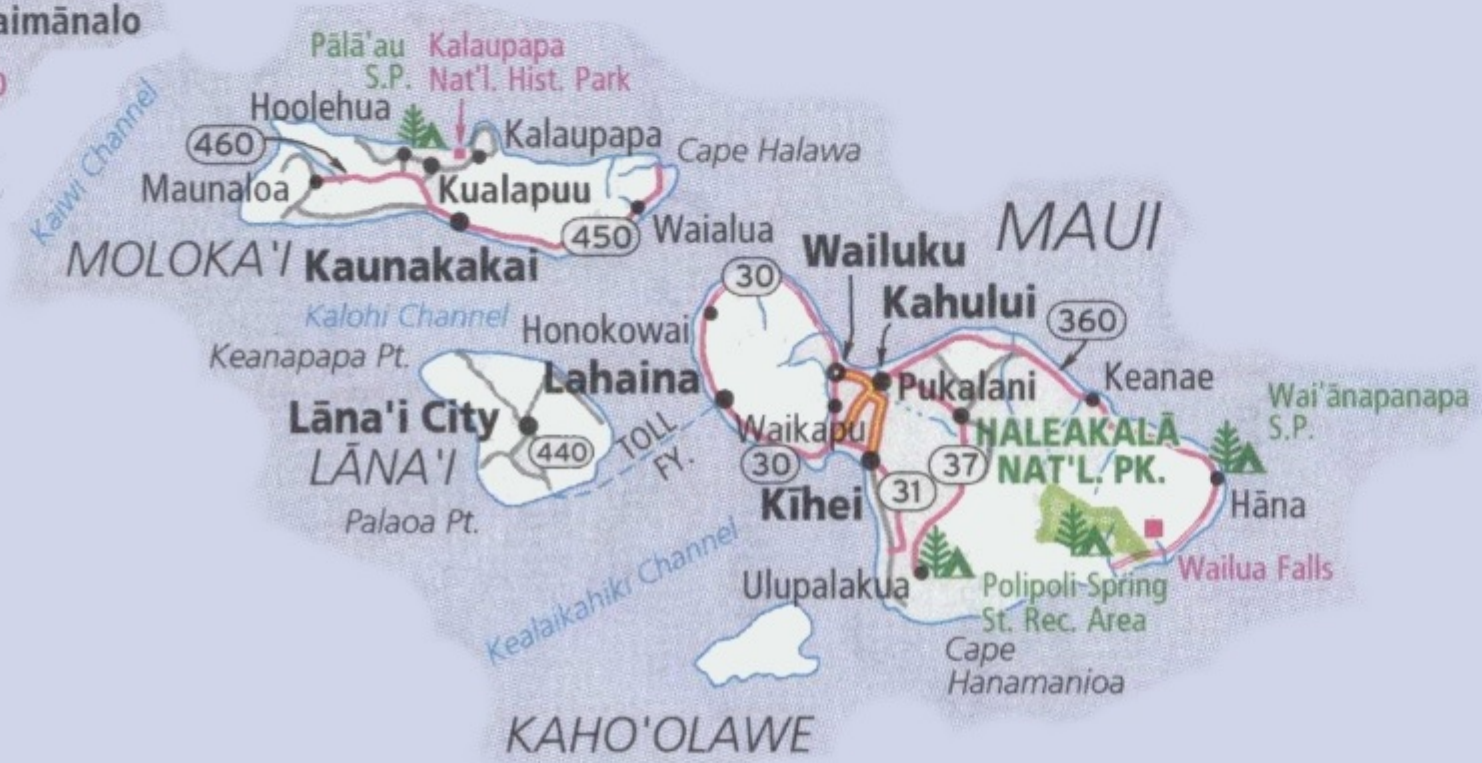 aimānalo
Pālā'au
S.P.
Kalaupapa
Nat'l. Hist. Park
Kaiwi Channel
Hoolehua
460
Kalaupapa
Cape Halawa
Maunaloa
Kualapuu
450
Waialua
MOLOKA'I
Kaunakakai
MAUI
Wailuku
30
Kalohi Channel
Kahului
360
Honokowai
Keanapapa Pt.
Lahaina
Pukalani
Keanae
Wai'ānapanapa
S.P.
Lāna'i City
440
LĀNA'I
TOLL
FY.
Waikapu
30
HALEAKALĀ
NAT'L. PK.
37
31
Kīhei
Hāna
Palaoa Pt.
Kealaikahiki Channel
Ulupalakua
Polipoli Spring
St. Rec. Area
Wailua Falls
Cape
Hanamanioa
KAHO'OLAWE